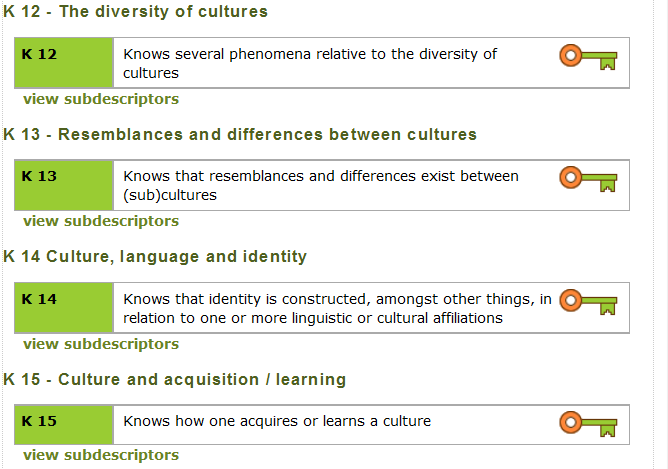 K 12 - The diversity of cultures
K 12
Knows several phenomena relative to the diversity of
cultures
view subdescriptors
K 13 - Resemblances and differences between cultures
K 13
Knows that resemblances and differences exist between
(sub)cultures
view subdescriptors
K 14 Culture, language and identity
K 14
Knows that identity is constructed, amongst other things, in
relation to one or more linguistic or cultural affiliations
view subdescriptors
K 15 - Culture and acquisition / learning
K 15
Knows how one acquires or learns a culture
view subdescriptors